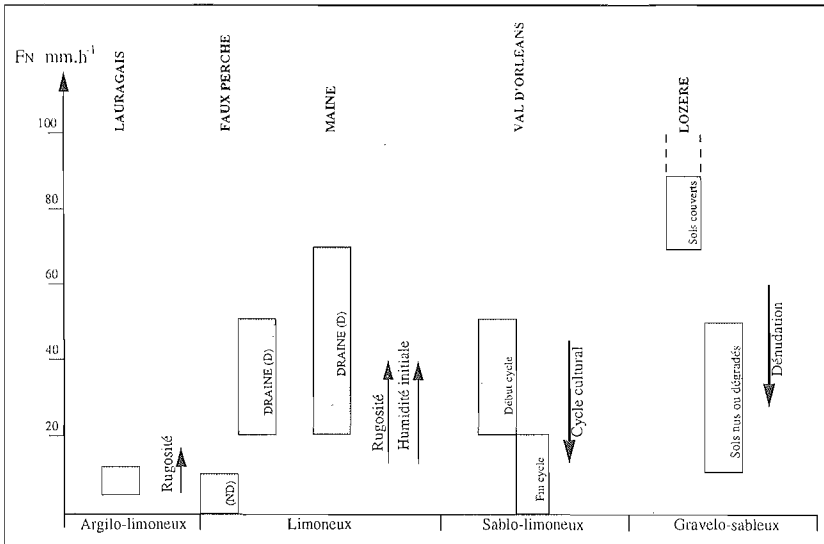 FN mm.h-1
LAURAGAIS
FAUX PERCHE
MAINE
VAL D'ORLEANS
LOZERE
100
80
60
40
20
Rugosité
(ND)
DRAINE (D)
DRAINE (D)
Rugosité
Humidité initiale
Début cycle
Fin cycle
Cycle cultural
Sols couverts
Sols nus ou dégradés
Dénudation
Argilo-limoneux
Limoneux
Sablo-limoneux
Gravelo-sableux